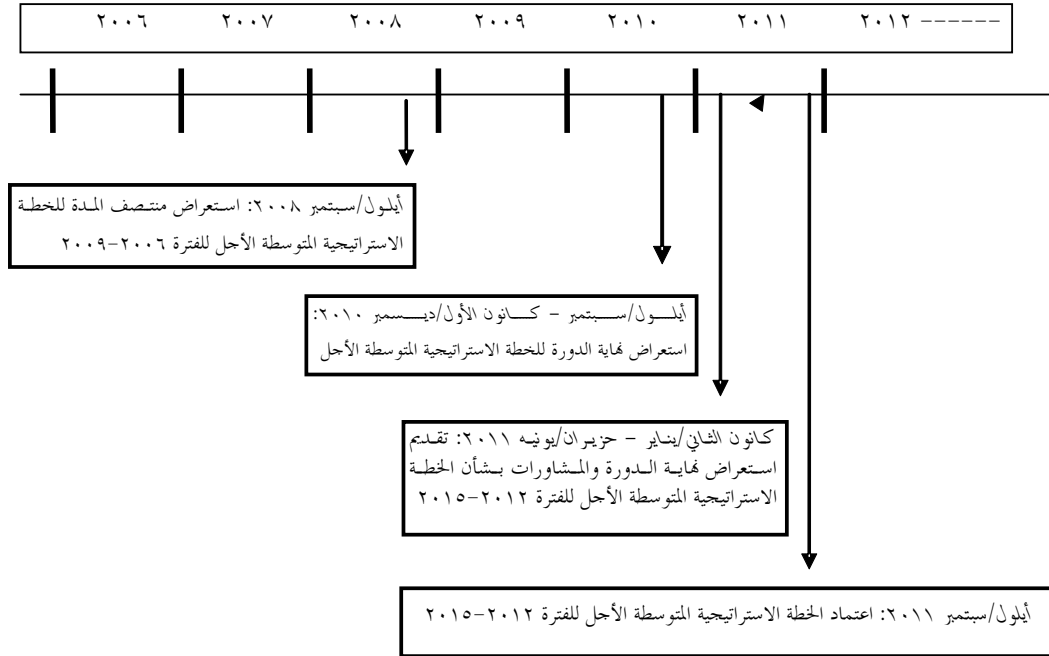 ٢٠٠٦ ٢٠٠٧ ٢٠٠٨ ٢٠٠٩ ٢٠١٠ ٢٠١١ ٢٠١٢ ------
أيلول/سبتمبر ٢٠٠٨: استعراض منتصف المدة للخطة
الاستراتيجية المتوسطة الأجل للفترة ٢٠٠٦-٢٠٠٩
أيلول/سبتمبر - كانون الأول/ديسمبر ٢٠١٠:
استعراض نهاية الدورة للخطة الاستراتيجية المتوسطة الأجل
كانون الثاني/يناير - حزيران/يونيه ٢٠١١: تقديم
استعراض نهاية الدورة والمشاورات بشأن الخطة
الاستراتيجية المتوسطة الأجل للفترة ٢٠١٢-٢٠١٥
أيلول/سبتمبر ٢٠١١: اعتماد الخطة الاستراتيجية المتوسطة الأجل للفترة ٢٠١٢-٢٠١٥